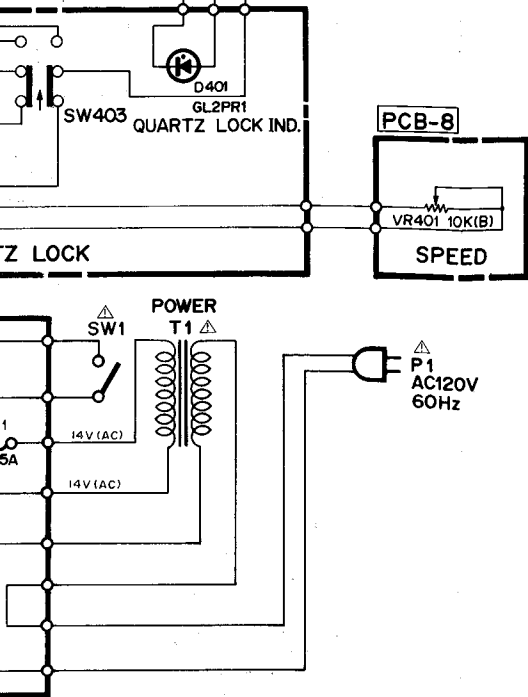 D401
GL2PR1
SW403
QUARTZ LOCK IND.
PCB-8
VR401 10K(B)
TZ LOCK
SPEED
POWER
SW1
T1
P1
AC120V
60Hz
1
14V(AC)
5A
14V(AC)